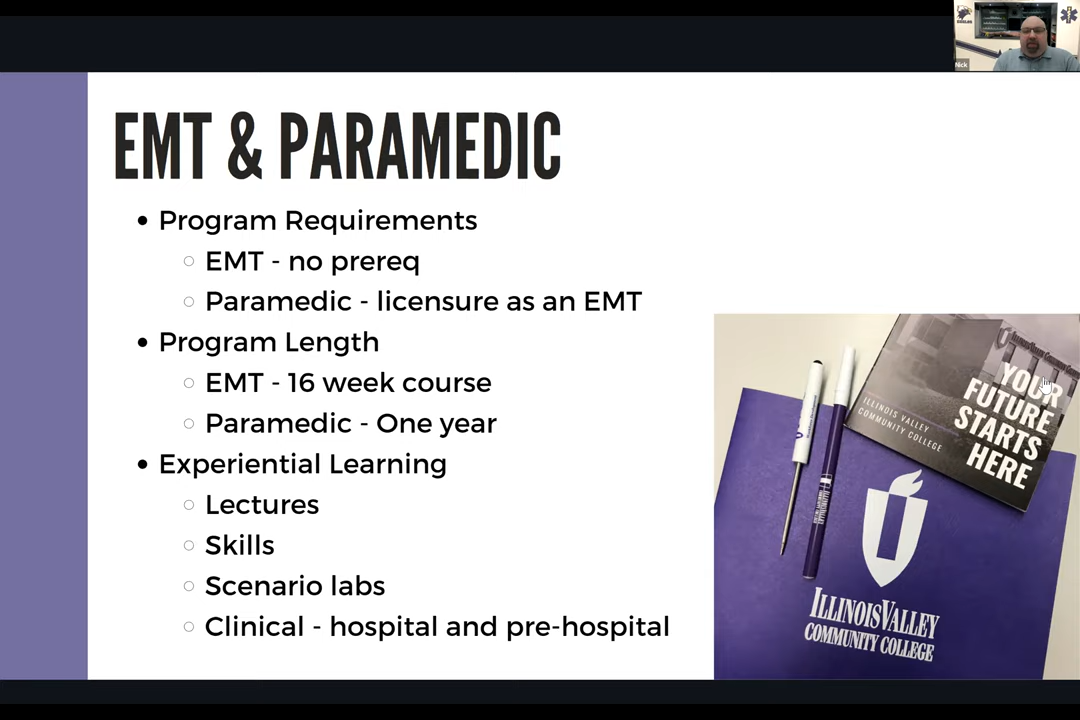 Nick
EMT & PARAMEDIC
• Program Requirements
○ EMT - no prereq
○ Paramedic - licensure as an EMT
• Program Length
○ EMT - 16 week course
○ Paramedic - One year
• Experiential Learning
○ Lectures
○ Skills
○ Scenario labs
○ Clinical - hospital and pre-hospital
YOUR
FUTURE
STARTS
HERE
ILLINOIS VALLEY
COMMUNITY COLLEGE
ILLINOIS VALLEY
COMMUNITY COLLEGE